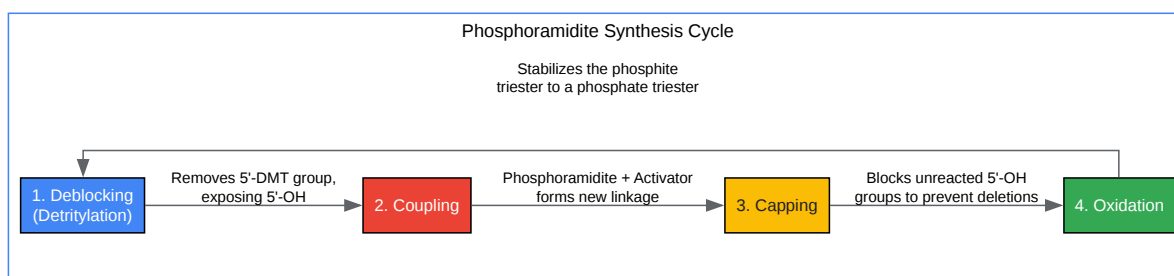 Phosphoramidite Synthesis Cycle
Stabilizes the phosphite
triester to a phosphate triester
1. Deblocking
(Detritylation)
Removes 5'-DMT group,
exposing 5'-OH
2. Coupling
Phosphoramidite + Activator
forms new linkage
3. Capping
Blocks unreacted 5'-OH
groups to prevent deletions
4. Oxidation